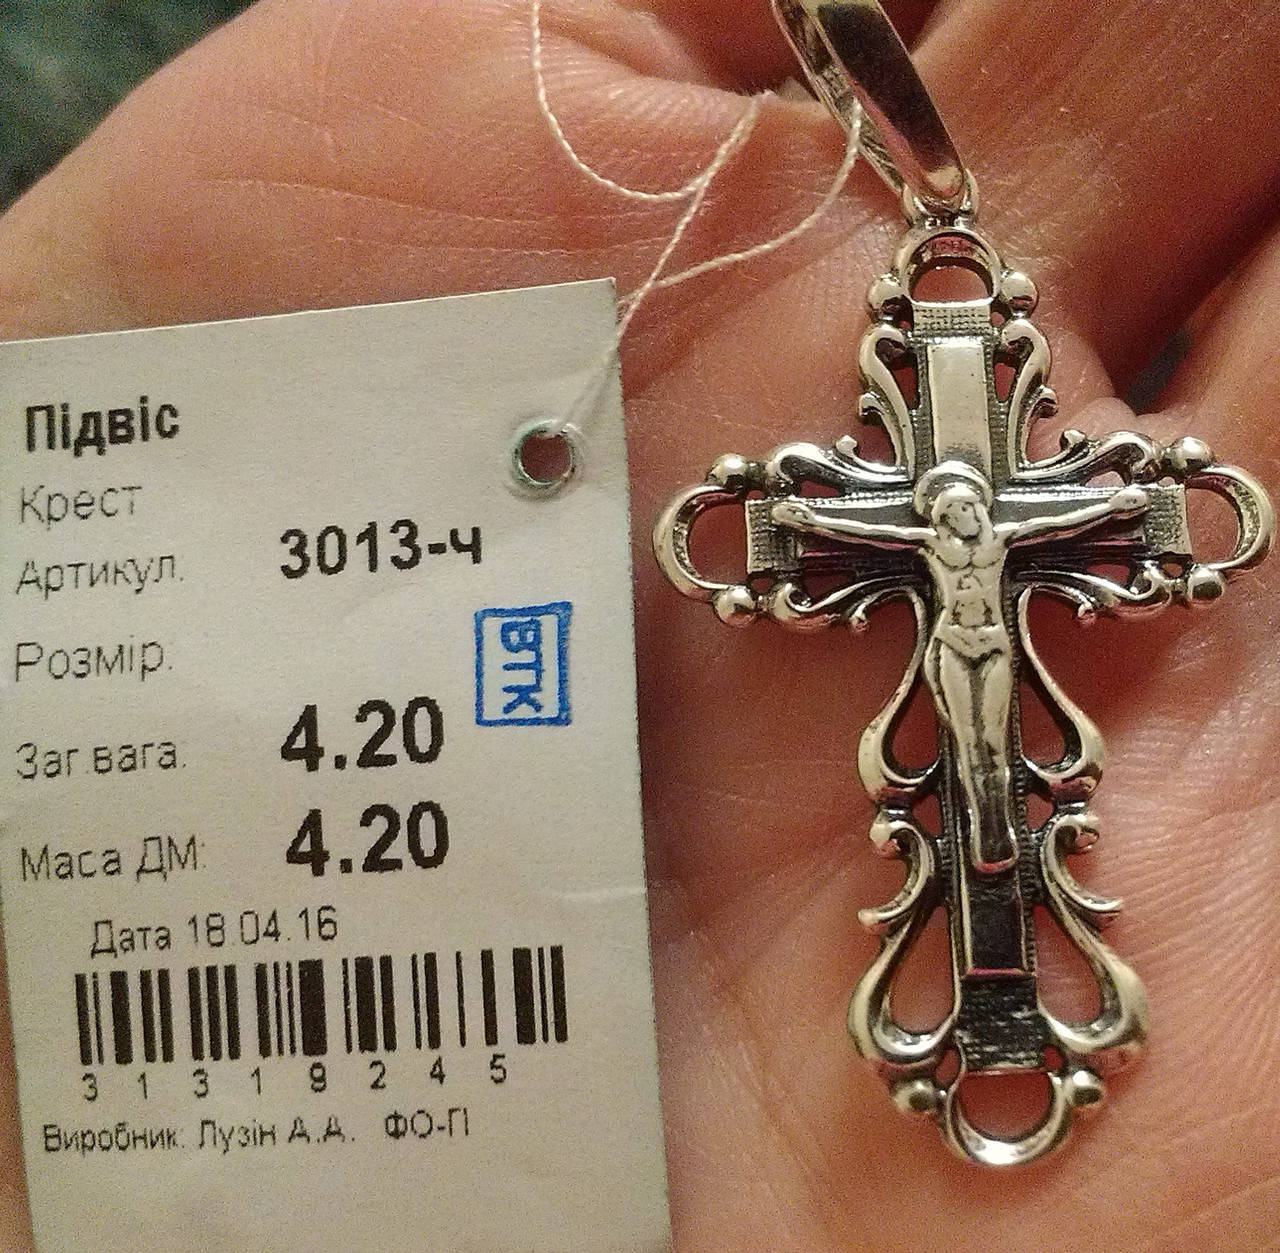 Підвіс
Крест
Артикул. 3013-ч
ВТК
Розмір.
Заг.вага. 4.20
Маса ДМ: 4.20
Дата 18.04.16
3 1 3 1 9 2 4 5
Виробник: Лузін А.А. ФО-П